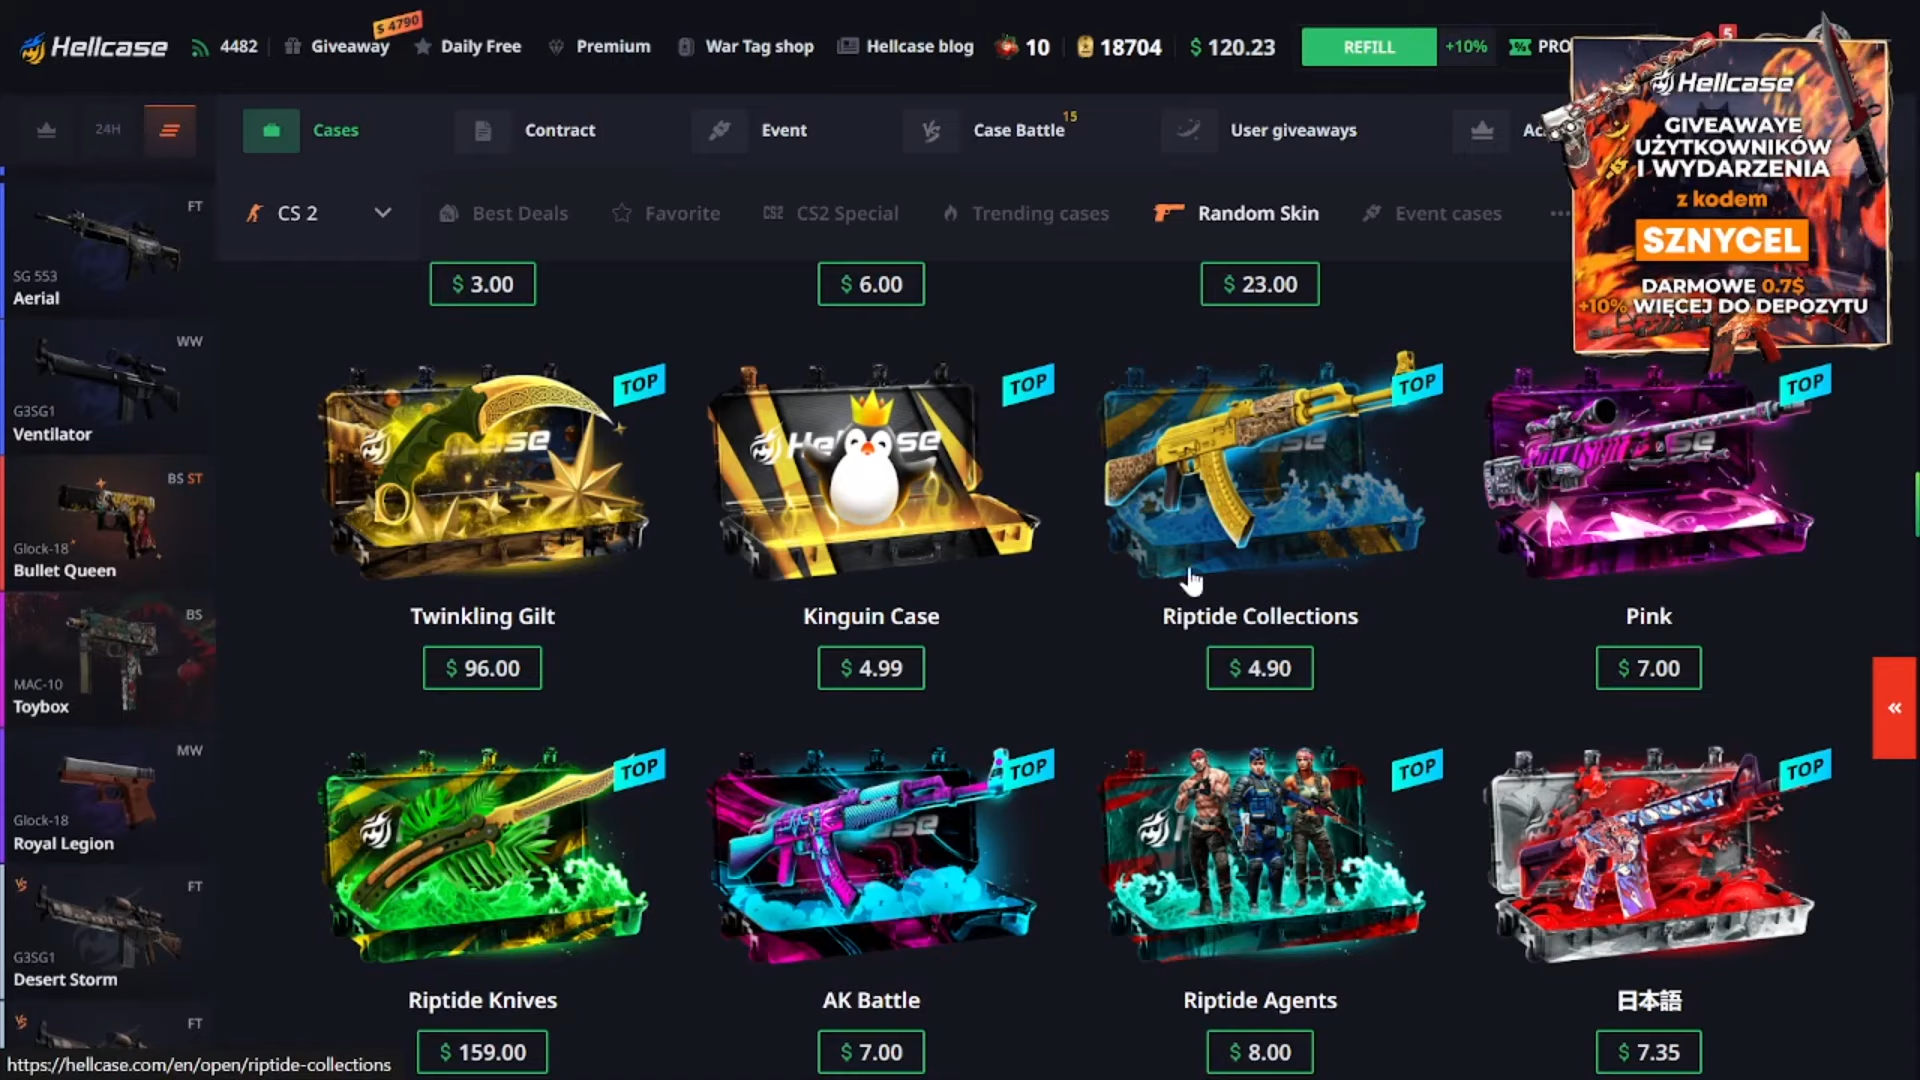 Hellcase
4482
Giveaway
$ 4790
Daily Free
Premium
War Tag shop
Hellcase blog
10
18704
$ 120.23
REFILL
+10%
PRO
5
24H
Cases
Contract
Event
Case Battle
15
User giveaways
CS 2
Best Deals
Favorite
CS2
CS2 Special
Trending cases
Random Skin
Event cases
Hellcase
GIVEAWAYE
UŻYTKOWNIKÓW
I WYDARZENIA
z kodem
SZNYCEL
DARMOWE 0.7$
+10% WIĘCEJ DO DEPOZYTU
FT
SG 553
Aerial
WW
G3SG1
Ventilator
BS ST
Glock-18
Bullet Queen
BS
MAC-10
Toybox
MW
Glock-18
Royal Legion
VS
FT
G3SG1
Desert Storm
VS
FT
$ 3.00
$ 6.00
$ 23.00
TOP
TOP
TOP
TOP
Twinkling Gilt
Kinguin Case
Riptide Collections
Pink
$ 96.00
$ 4.99
$ 4.90
$ 7.00
TOP
TOP
TOP
TOP
Riptide Knives
AK Battle
Riptide Agents
日本語
$ 159.00
$ 7.00
$ 8.00
$ 7.35
https://hellcase.com/en/open/riptide-collections